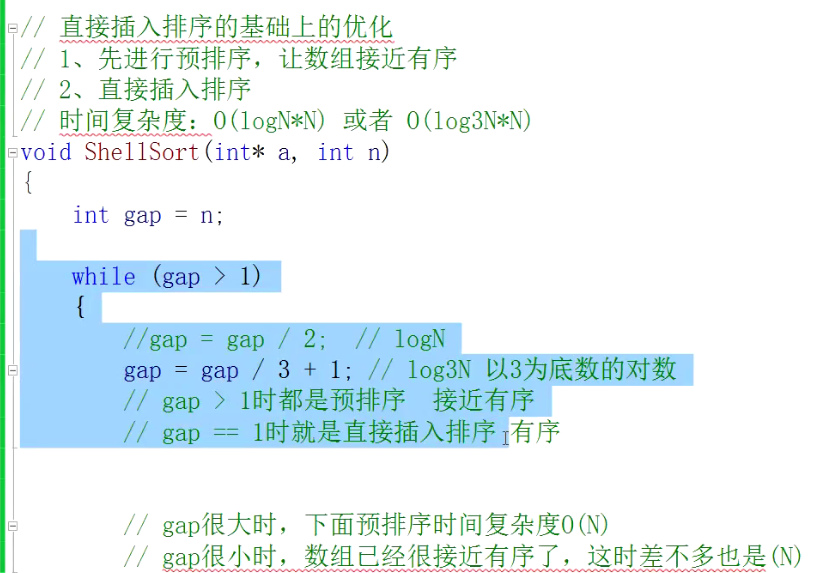 // 直接插入排序的基础上的优化
// 1、先进行预排序，让数组接近有序
// 2、直接插入排序
// 时间复杂度：O(logN*N) 或者 O(log3N*N)
void ShellSort(int* a, int n)
{
int gap = n;
while (gap > 1)
{
//gap = gap / 2;  // logN
gap = gap / 3 + 1; // log3N 以3为底数的对数
// gap > 1时都是预排序  接近有序
// gap == 1时就是直接插入排序 有序
// gap很大时，下面预排序时间复杂度O(N)
// gap很小时，数组已经很接近有序了，这时差不多也是(N)